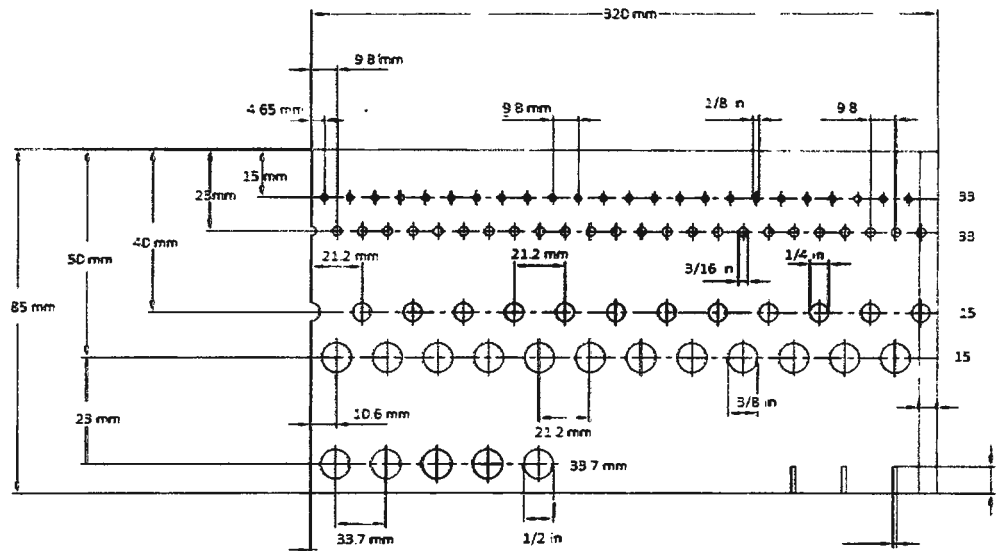 320 mm
9.8 mm
4.65 mm
9.8 mm
1/8 in
9.8
15 mm
23mm
33
33
40 mm
21.2 mm
21.2 mm
3/16 in
1/4 in
50 mm
85 mm
15
15
23 mm
10.6 mm
21.2 mm
3/8 in
33.7 mm
33.7 mm
1/2 in